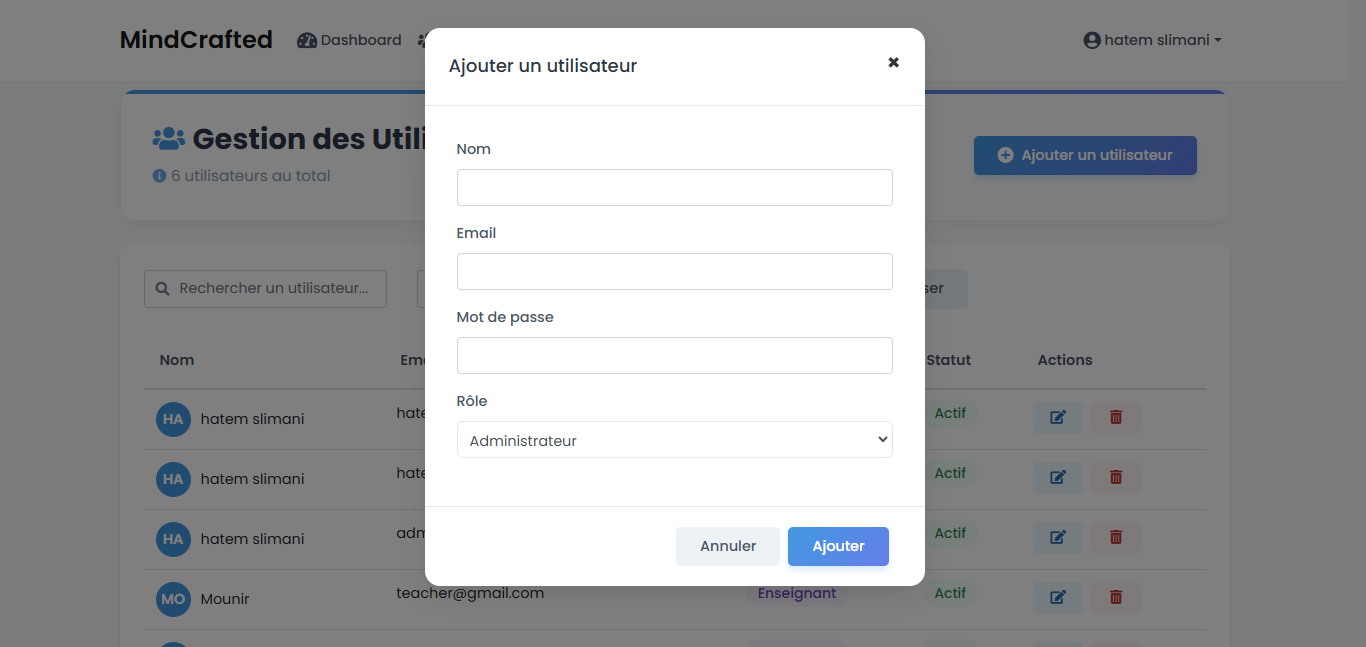 MindCrafted Dashboard hatem slimani
Ajouter un utilisateur
Gestion des Utili
6 utilisateurs au total
Ajouter un utilisateur
Nom
Email
Mot de passe
Rôle
Administrateur
Annuler Ajouter
Rechercher un utilisateur... ser
Nom Ema Statut Actions
HA hatem slimani hate Actif
HA hatem slimani hate Actif
HA hatem slimani adm Actif
MO Mounir teacher@gmail.com Enseignant Actif